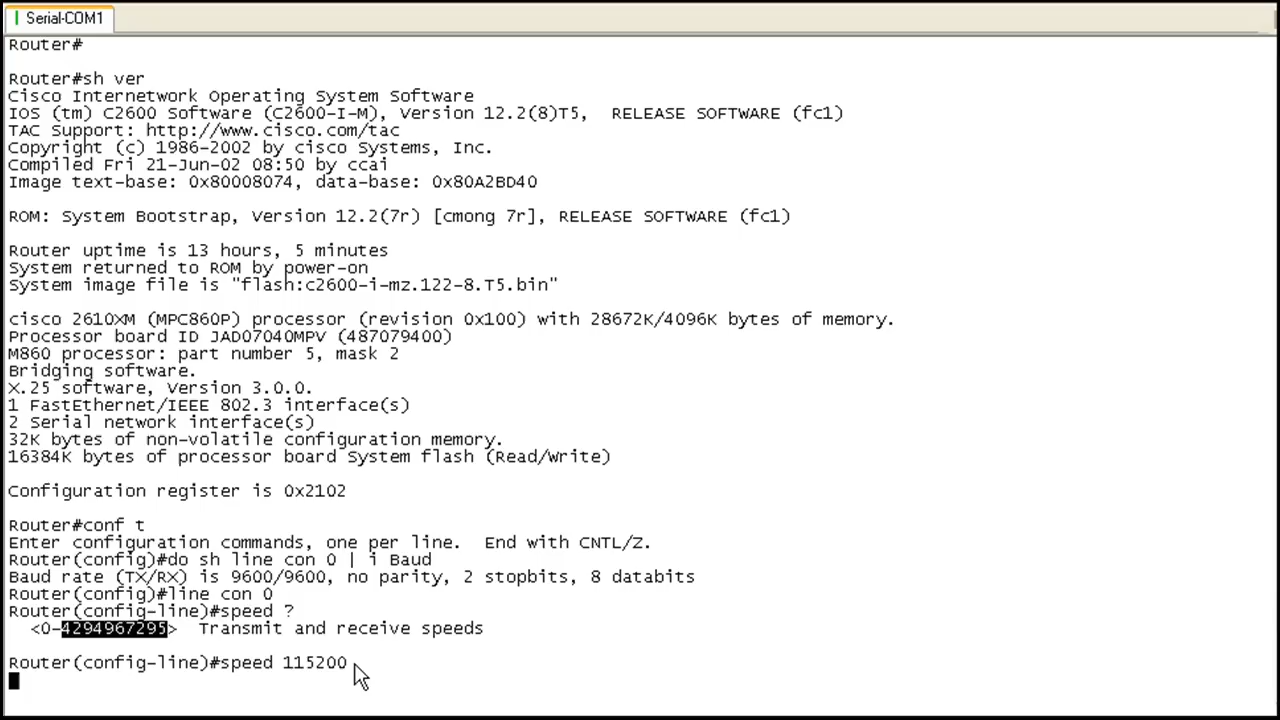 Serial-COM1
Router#
Router#sh ver
Cisco Internetwork Operating System Software
IOS (tm) C2600 Software (C2600-I-M), Version 12.2(8)T5,  RELEASE SOFTWARE (fc1)
TAC Support: http://www.cisco.com/tac
Copyright (c) 1986-2002 by cisco Systems, Inc.
Compiled Fri 21-Jun-02 08:50 by ccai
Image text-base: 0x80008074, data-base: 0x80A2BD40
ROM: System Bootstrap, Version 12.2(7r) [cmong 7r], RELEASE SOFTWARE (fc1)
Router uptime is 13 hours, 5 minutes
System returned to ROM by power-on
System image file is "flash:c2600-i-mz.122-8.T5.bin"
cisco 2610XM (MPC860P) processor (revision 0x100) with 28672K/4096K bytes of memory.
Processor board ID JAD07040MPV (487079400)
M860 processor: part number 5, mask 2
Bridging software.
X.25 software, Version 3.0.0.
1 FastEthernet/IEEE 802.3 interface(s)
2 Serial network interface(s)
32K bytes of non-volatile configuration memory.
16384K bytes of processor board System flash (Read/Write)
Configuration register is 0x2102
Router#conf t
Enter configuration commands, one per line.  End with CNTL/Z.
Router(config)#do sh line con 0 | i Baud
Baud rate (TX/RX) is 9600/9600, no parity, 2 stopbits, 8 databits
Router(config)#line con 0
Router(config-line)#speed ?
<0-4294967295>  Transmit and receive speeds
Router(config-line)#speed 115200